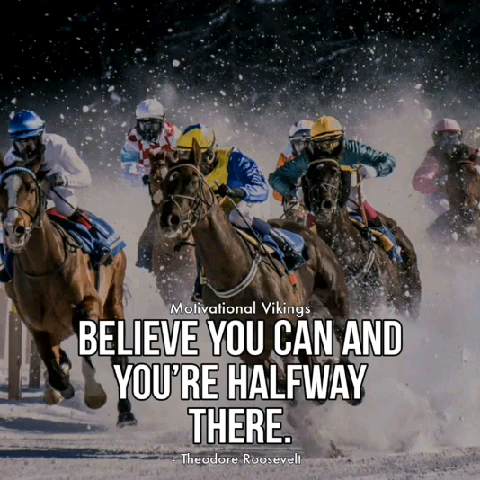 Motivational Vikings
BELIEVE YOU CAN AND
YOU'RE HALFWAY
THERE.
- Theodore Roosevelt